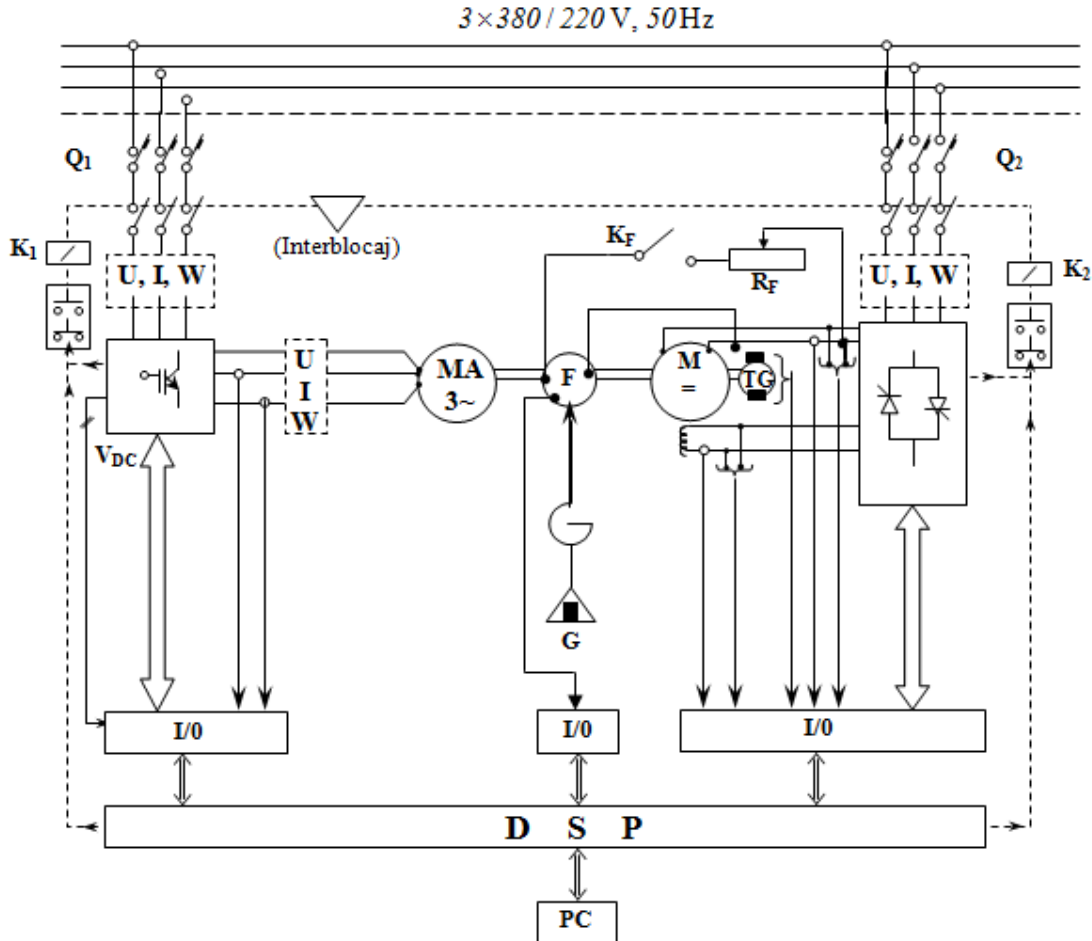 3×380 / 220 V, 50 Hz
Q1
Q2
(Interblocaj)
K1
KF
RF
K2
U, I, W
U, I, W
U
I
W
MA
3~
F
M
=
TG
VDC
G
I/0
I/0
I/0
D S P
PC